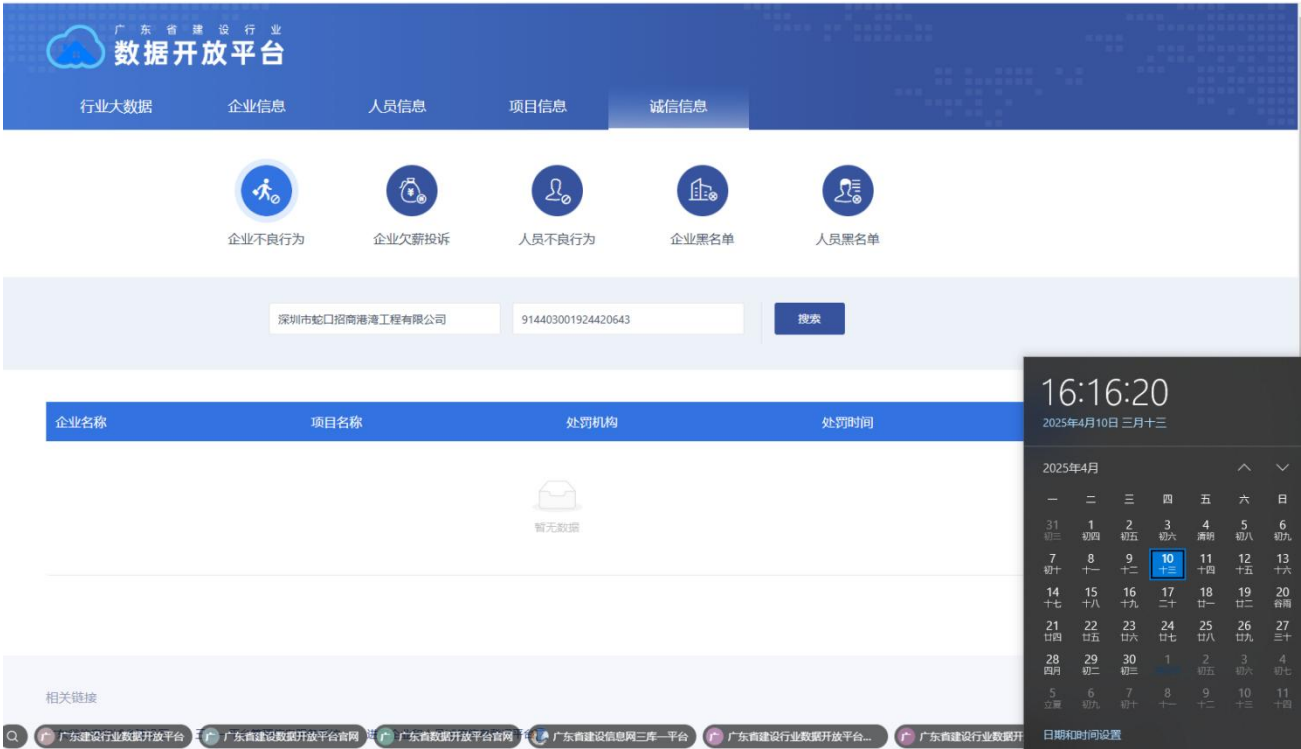 广东省建设行业
数据开放平台
行业大数据 企业信息 人员信息 项目信息 诚信信息
企业不良行为 企业欠薪投诉 人员不良行为 企业黑名单 人员黑名单
深圳市蛇口招商港湾工程有限公司 914403001924420643 搜索
企业名称 项目名称 处罚机构 处罚时间
暂无数据
16:16:20
2025年4月10日 三月十三
2025年4月
一 二 三 四 五 六 日
31 1 2 3 4 5 6
初三 初四 初五 初六 清明 初八 初九
7 8 9 10 11 12 13
初十 十一 十二 十三 十四 十五 十六
14 15 16 17 18 19 20
十七 十八 十九 二十 廿一 廿二 谷雨
21 22 23 24 25 26 27
廿四 廿五 廿六 廿七 廿八 廿九 三十
28 29 30 1 2 3 4
四月 初二 初三 初五 初六 初七
5 6 7 8 9 10 11
立夏 初九 初十 十一 十二 十三 十四
日期和时间设置
相关链接
广东建设行业数据开放平台 广东省建设数据开放平台官网 广东省数据开放平台官网 广东省建设信息网三库一平台 广东省建设行业数据开放平台... 广东省建设行业数据开